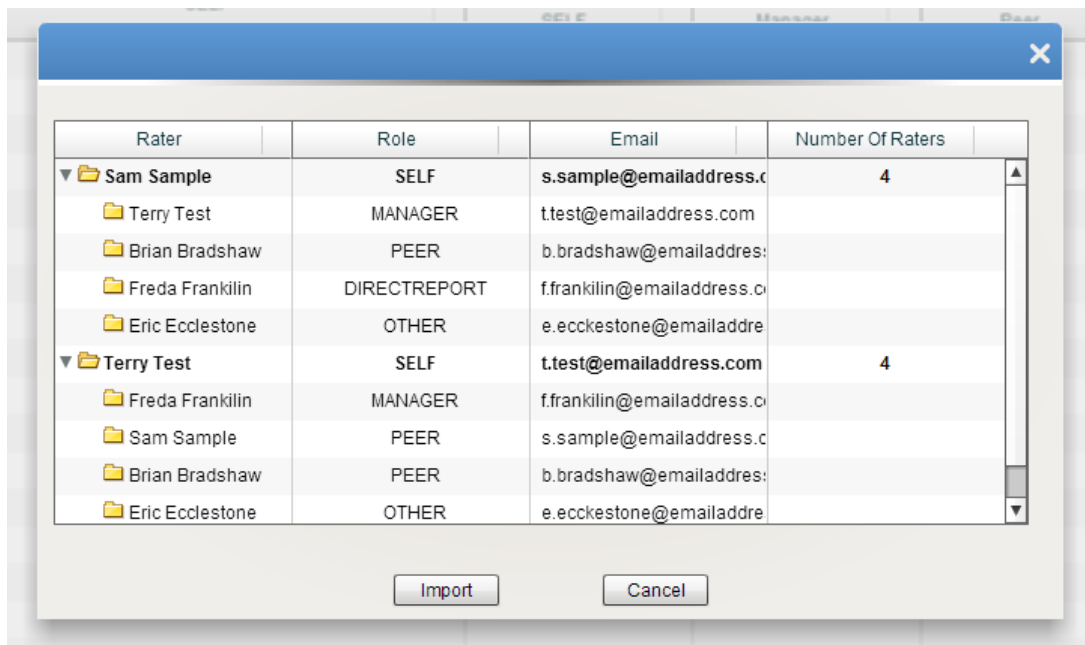 SELF Manager Peer
Rater Role Email Number Of Raters
Sam Sample SELF s.sample@emailaddress.c 4
Terry Test MANAGER t.test@emailaddress.com
Brian Bradshaw PEER b.bradshaw@emailaddres
Freda Frankilin DIRECTREPORT f.frankilin@emailaddress.c
Eric Ecclestone OTHER e.ecckestone@emailaddre
Terry Test SELF t.test@emailaddress.com 4
Freda Frankilin MANAGER f.frankilin@emailaddress.c
Sam Sample PEER s.sample@emailaddress.c
Brian Bradshaw PEER b.bradshaw@emailaddres
Eric Ecclestone OTHER e.ecckestone@emailaddre
Import Cancel